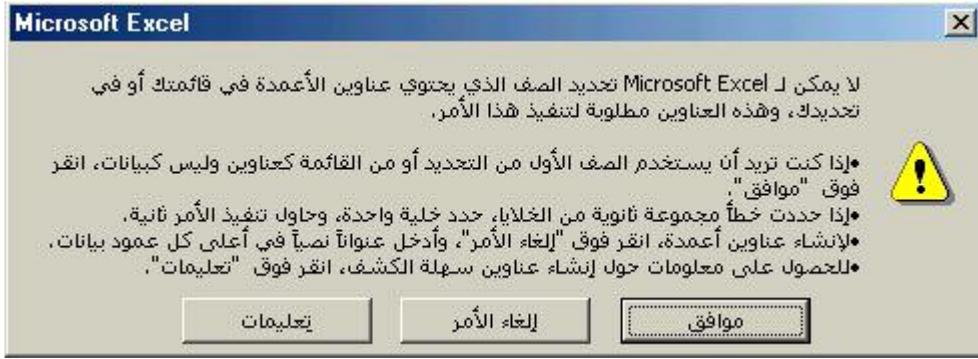 Microsoft Excel
لا يمكن لـ Microsoft Excel تحديد الصف الذي يحتوي عناوين الأعمدة في قائمتك أو في
تحديدك، وهذه العناوين مطلوبة لتنفيذ هذا الأمر.
•إذا كنت تريد أن يستخدم الصف الأول من التحديد أو من القائمة كعناوين وليس كبيانات، انقر
فوق "موافق".
•إذا حددت خطأً مجموعة ثانوية من الخلايا، حدد خلية واحدة، وحاول تنفيذ الأمر ثانية.
•لإنشاء عناوين أعمدة، انقر فوق "إلغاء الأمر"، وأدخل عنواناً نصياً في أعلى كل عمود بيانات.
•للحصول على معلومات حول إنشاء عناوين سهلة الكشف، انقر فوق "تعليمات".
موافق
إلغاء الأمر
تعليمات